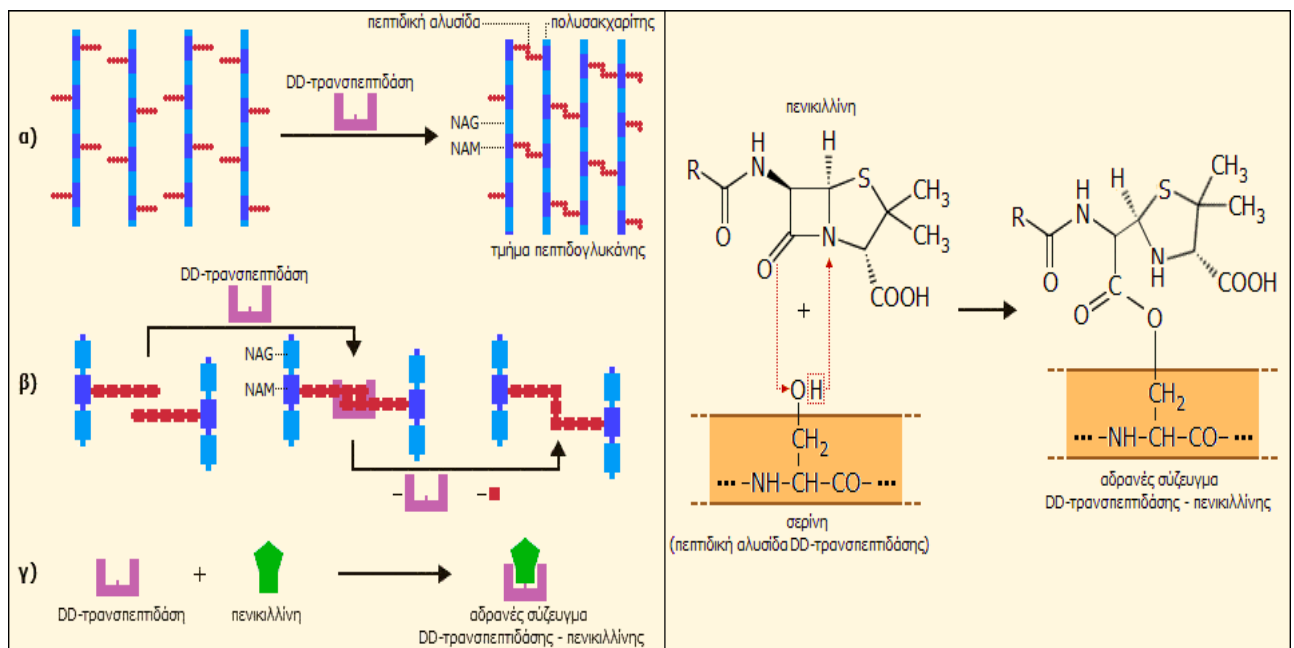 πεπτιδική αλυσίδα
πολυσακχαρίτης
DD-τρανσπεπτιδάση
α)
NAG
NAM
τμήμα πεπτιδογλυκάνης
DD-τρανσπεπτιδάση
β)
NAG
NAM
–
–
γ)
+
DD-τρανσπεπτιδάση
πενικιλλίνη
αδρανές σύζευγμα
DD-τρανσπεπτιδάσης - πενικιλλίνης
πενικιλλίνη
H
H
R
N
S
CH3
CH3
O
N
O
COOH
+
OH
CH2
··· -NH-CH-CO- ···
σερίνη
(πεπτιδική αλυσίδα DD-τρανσπεπτιδάσης)
H
H
R
N
S
CH3
CH3
O
N
H
COOH
C
O
O
CH2
··· -NH-CH-CO- ···
αδρανές σύζευγμα
DD-τρανσπεπτιδάσης - πενικιλλίνης